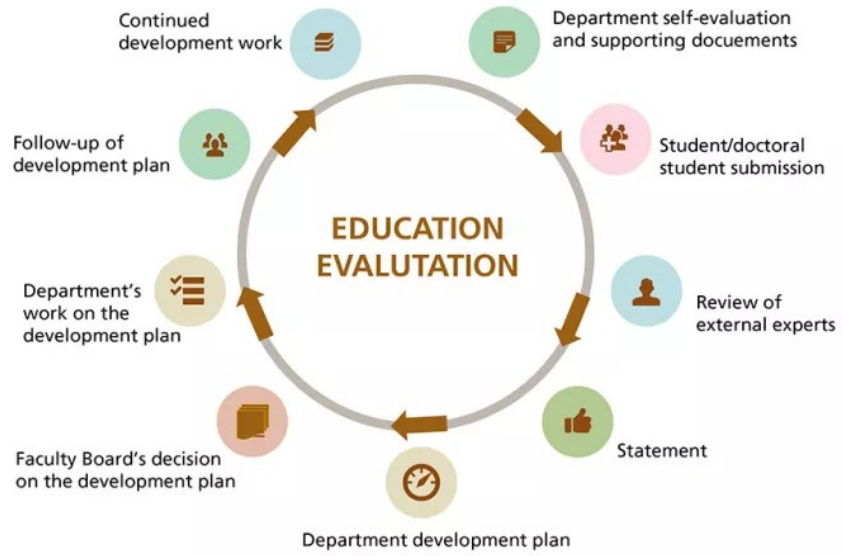 Continued
development work
Department self-evaluation
and supporting docuements
Follow-up of
development plan
Student/doctoral
student submission
EDUCATION
EVALUTATION
Department's
work on the
development plan
Review of
external experts
Faculty Board's decision
on the development plan
Statement
Department development plan